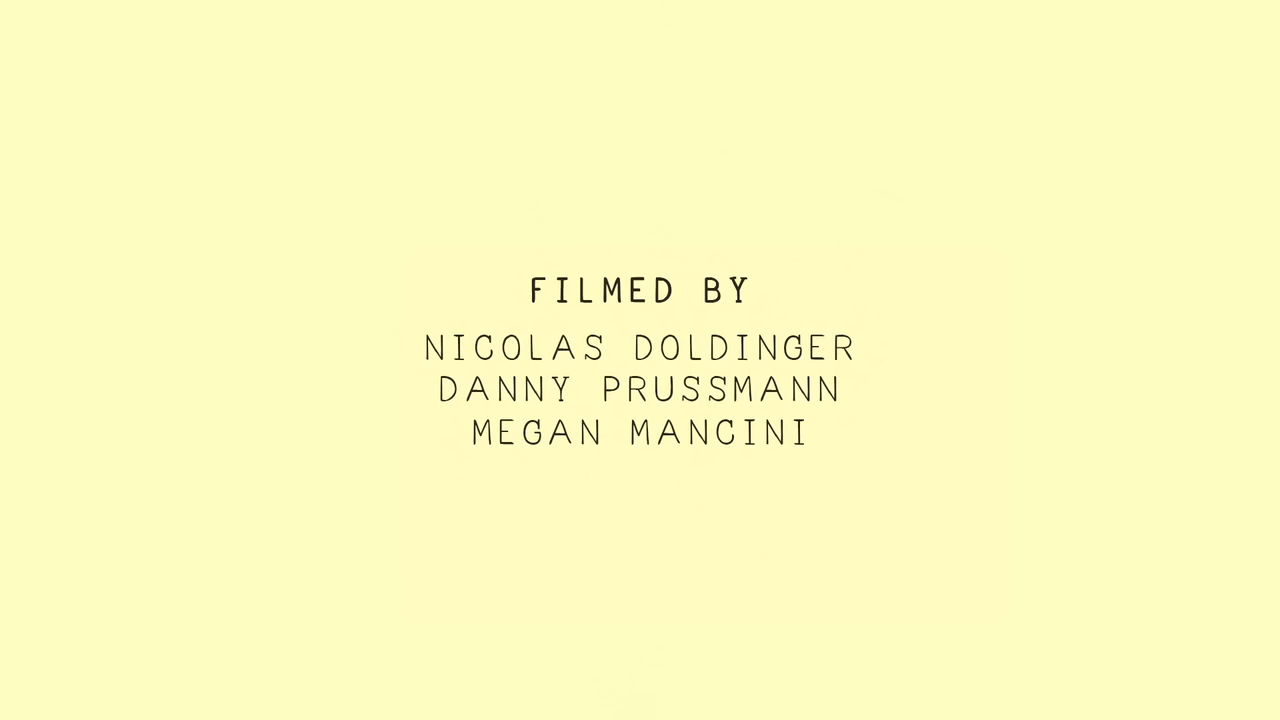 FILMED BY
NICOLAS DOLDINGER
DANNY PRUSSMANN
MEGAN MANCINI